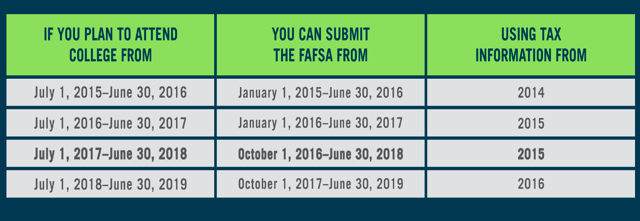 IF YOU PLAN TO ATTEND
COLLEGE FROM
YOU CAN SUBMIT
THE FAFSA FROM
USING TAX
INFORMATION FROM
July 1, 2015–June 30, 2016
January 1, 2015–June 30, 2016
2014
July 1, 2016–June 30, 2017
January 1, 2016–June 30, 2017
2015
July 1, 2017–June 30, 2018
October 1, 2016–June 30, 2018
2015
July 1, 2018–June 30, 2019
October 1, 2017–June 30, 2019
2016